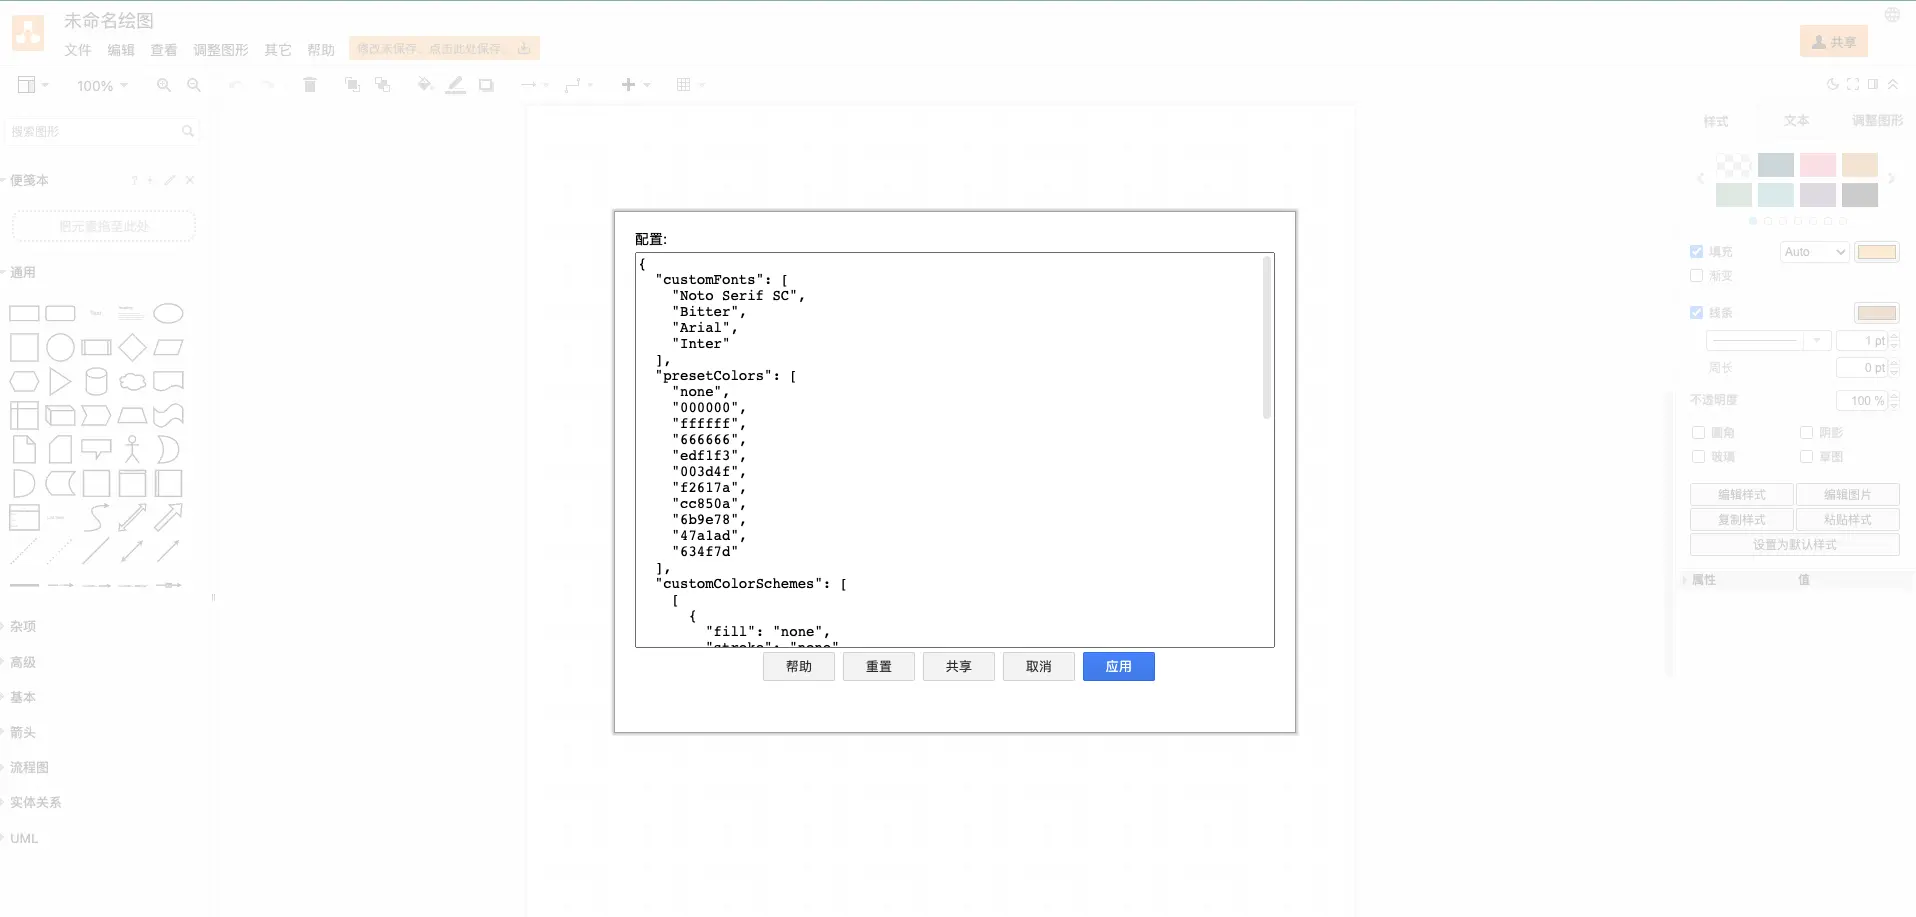 未命名绘图
文件 编辑 查看 调整图形 其它 帮助 修改未保存。点击此处保存。
共享
100%
搜索图形
样式 文本 调整图形
便笺本 ?
把元素拖至此处
通用
配置:
{
"customFonts": [
"Noto Serif SC",
"Bitter",
"Arial",
"Inter"
],
"presetColors": [
"none",
"000000",
"ffffff",
"666666",
"edf1f3",
"003d4f",
"f2617a",
"cc850a",
"6b9e78",
"47a1ad",
"634f7d"
],
"customColorSchemes": [
[
{
"fill": "none",
"stroke": "none"
帮助 重置 共享 取消 应用
填充 Auto
渐变
线条
1 pt
周长 0 pt
不透明度 100 %
圆角 阴影
玻璃 草图
编辑样式 编辑图片
复制样式 粘贴样式
设置为默认样式
属性 值
Text
杂项
高级
基本
箭头
流程图
实体关系
UML